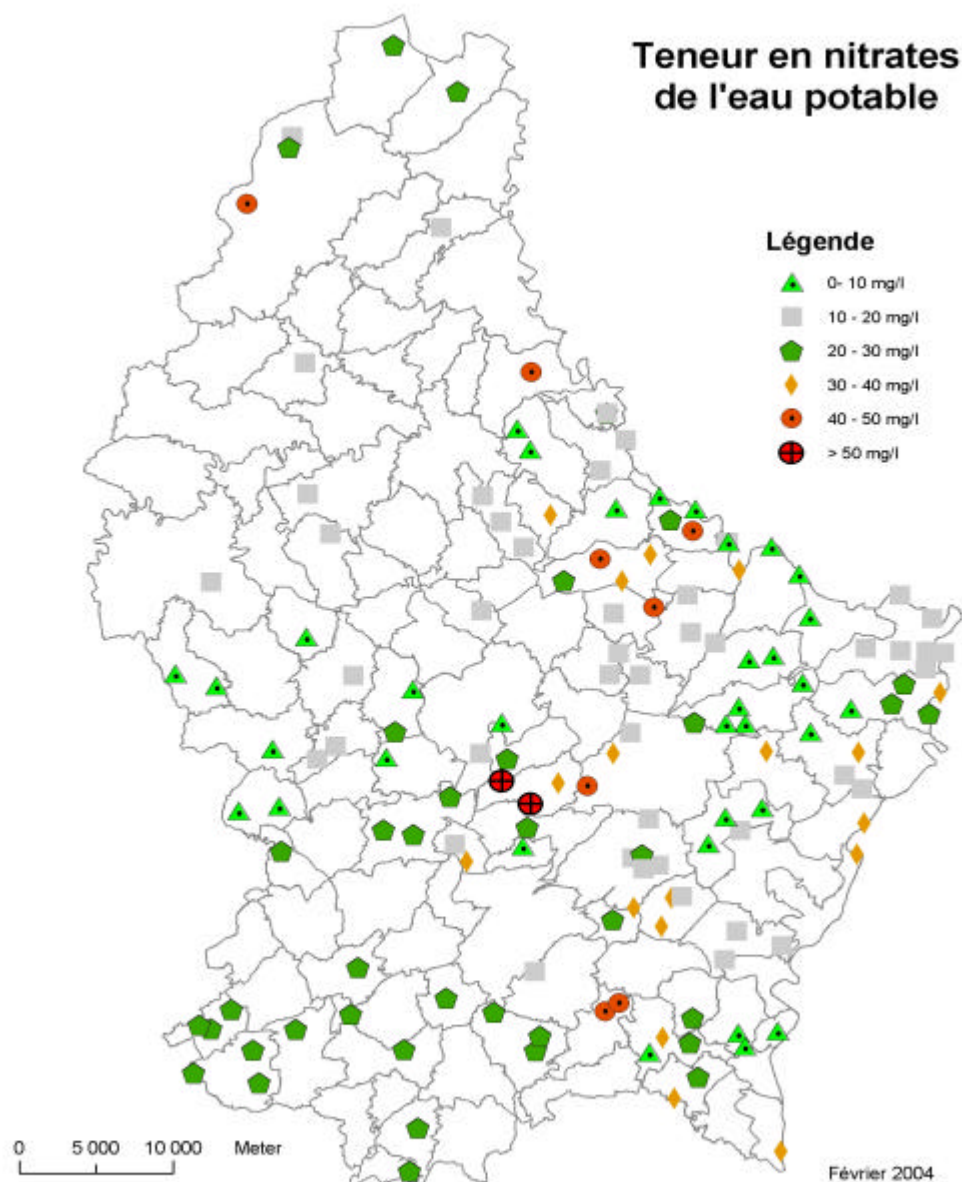 Teneur en nitrates
de l'eau potable
Légende
0- 10 mg/l
10 - 20 mg/l
20 - 30 mg/l
30 - 40 mg/l
40 - 50 mg/l
> 50 mg/l
0 5 000 10 000 Meter
Février 2004